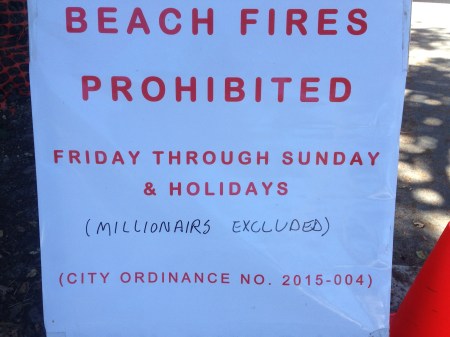 BEACH FIRES
PROHIBITED
FRIDAY THROUGH SUNDAY
& HOLIDAYS
(MILLIONAIRS EXCLUDED)
(CITY ORDINANCE NO. 2015-004)